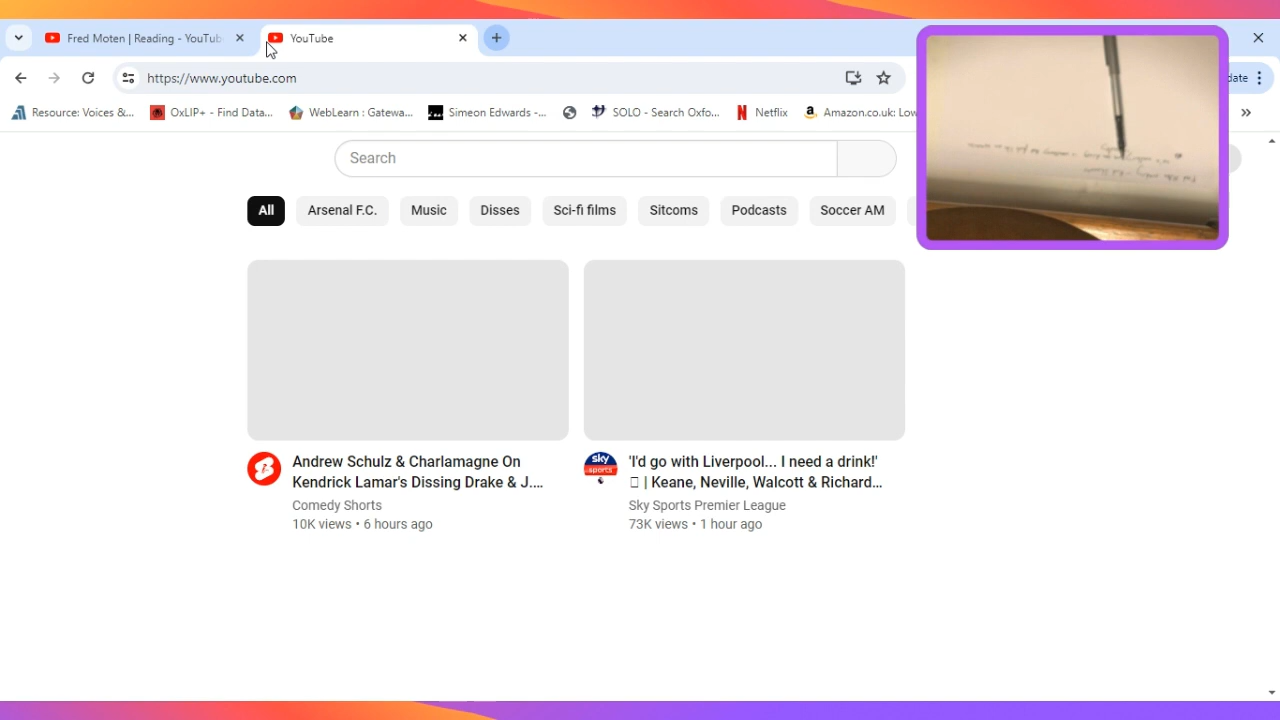 Fred Moten | Reading - YouTub
YouTube
https://www.youtube.com
date
Resource: Voices &...
OxLIP+ - Find Data...
WebLearn : Gatewa...
Simeon Edwards -...
SOLO - Search Oxfo...
Netflix
Amazon.co.uk: Low
»
Search
All
Arsenal F.C.
Music
Disses
Sci-fi films
Sitcoms
Podcasts
Soccer AM
Andrew Schulz & Charlamagne On
Kendrick Lamar's Dissing Drake & J....
Comedy Shorts
10K views • 6 hours ago
sky
sports
'I'd go with Liverpool... I need a drink!'
| Keane, Neville, Walcott & Richard...
Sky Sports Premier League
73K views • 1 hour ago